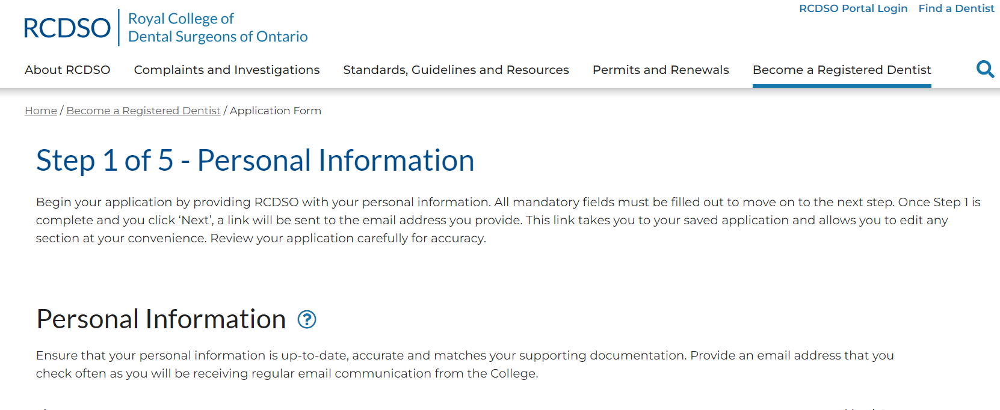 RCDSO Portal Login Find a Dentist
RCDSO
Royal College of
Dental Surgeons of Ontario
About RCDSO Complaints and Investigations Standards, Guidelines and Resources Permits and Renewals Become a Registered Dentist
Home / Become a Registered Dentist / Application Form
Step 1 of 5 - Personal Information
Begin your application by providing RCDSO with your personal information. All mandatory fields must be filled out to move on to the next step. Once Step 1 is
complete and you click ‘Next’, a link will be sent to the email address you provide. This link takes you to your saved application and allows you to edit any
section at your convenience. Review your application carefully for accuracy.
Personal Information ?
Ensure that your personal information is up-to-date, accurate and matches your supporting documentation. Provide an email address that you
check often as you will be receiving regular email communication from the College.